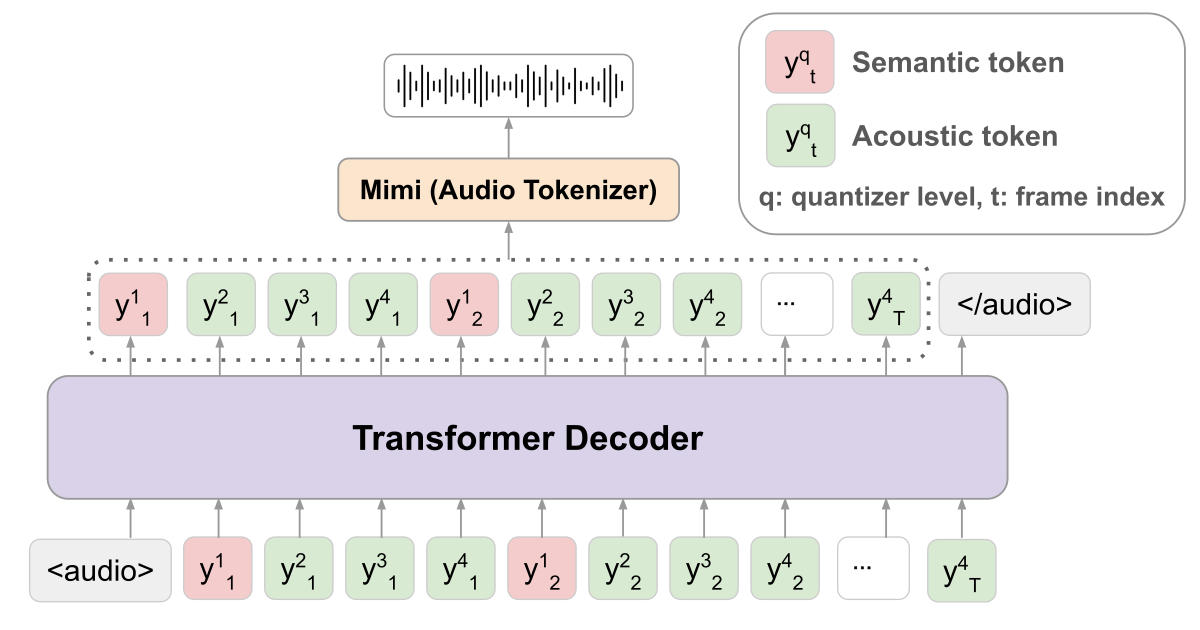 y^q_t Semantic token
y^q_t Acoustic token
q: quantizer level, t: frame index
Mimi (Audio Tokenizer)
y^1_1 y^2_1 y^3_1 y^4_1 y^1_2 y^2_2 y^3_2 y^4_2 ... y^4_T </audio>
Transformer Decoder
<audio> y^1_1 y^2_1 y^3_1 y^4_1 y^1_2 y^2_2 y^3_2 y^4_2 ... y^4_T